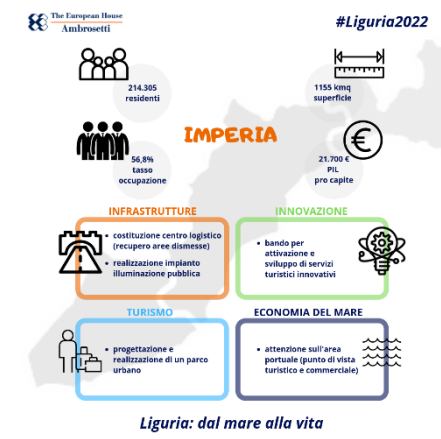 The European House
Ambrosetti
#Liguria2022
214.305
residenti
1155 kmq
superficie
IMPERIA
56,8%
tasso
occupazione
€
21.700 €
PIL
pro capite
INFRASTRUTTURE
• costituzione centro logistico
(recupero aree dismesse)
• realizzazione impianto
illuminazione pubblica
INNOVAZIONE
• bando per
attivazione e
sviluppo di servizi
turistici innovativi
TURISMO
• progettazione e
realizzazione di un parco
urbano
ECONOMIA DEL MARE
• attenzione sull'area
portuale (punto di vista
turistico e commerciale)
Liguria: dal mare alla vita